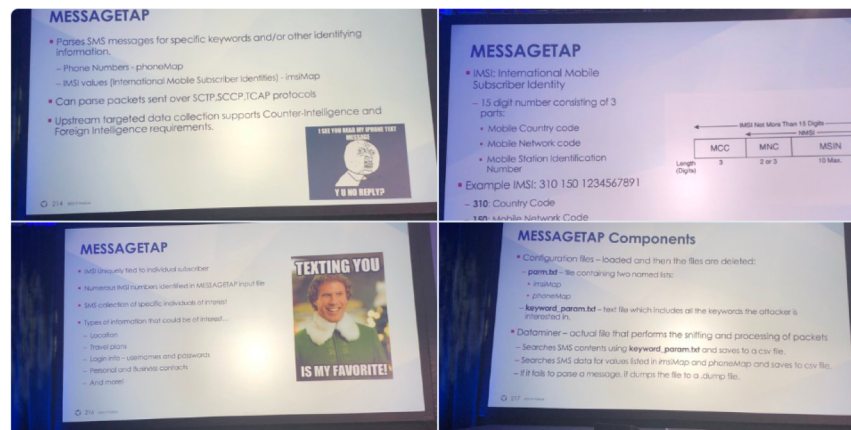 MESSAGETAP
Parses SMS messages for specific keywords and/or other identifying
information.
– Phone Numbers - phoneMap
– IMSI values (International Mobile Subscriber Identities) - imsiMap
Can parse packets sent over SCTP,SCCP,TCAP protocols
Upstream targeted data collection supports Counter-Intelligence and
Foreign Intelligence requirements.
I SEE YOU READ MY IPHONE TEXT
MESSAGE
Y U NO REPLY?
214
MESSAGETAP
IMSI: International Mobile
Subscriber Identity
– 15 digit number consisting of 3
parts:
Mobile Country code
Mobile Network code
Mobile Station Identification
Number
Example IMSI: 310 150 1234567891
– 310: Country Code
– 150: Mobile Network Code
IMSI Not More Than 15 Digits
NMSI
MCC MNC MSIN
Length
(Digits)
3 2 or 3 10 Max.
MESSAGETAP
IMSI Uniquely tied to individual subscriber
Numerous IMSI numbers identified in MESSAGETAP input file
SMS collection of specific individuals of interest
Types of information that could be of interest...
– Location
– Travel plans
– Login info – usernames and passwords
– Personal and Business contacts
– And more!
TEXTING YOU
IS MY FAVORITE!
216
MESSAGETAP Components
Configuration files – loaded and then the files are deleted:
– parm.txt – file containing two named lists:
imsiMap
phoneMap
– keyword_param.txt – text file which includes all the keywords the attacker is
interested in.
Dataminer – actual file that performs the sniffing and processing of packets
– Searches SMS contents using keyword_param.txt and saves to a csv file.
– Searches SMS data for values listed in imsiMap and phoneMap and saves to csv file.
– If it fails to parse a message, if dumps the file to a .dump file.
217